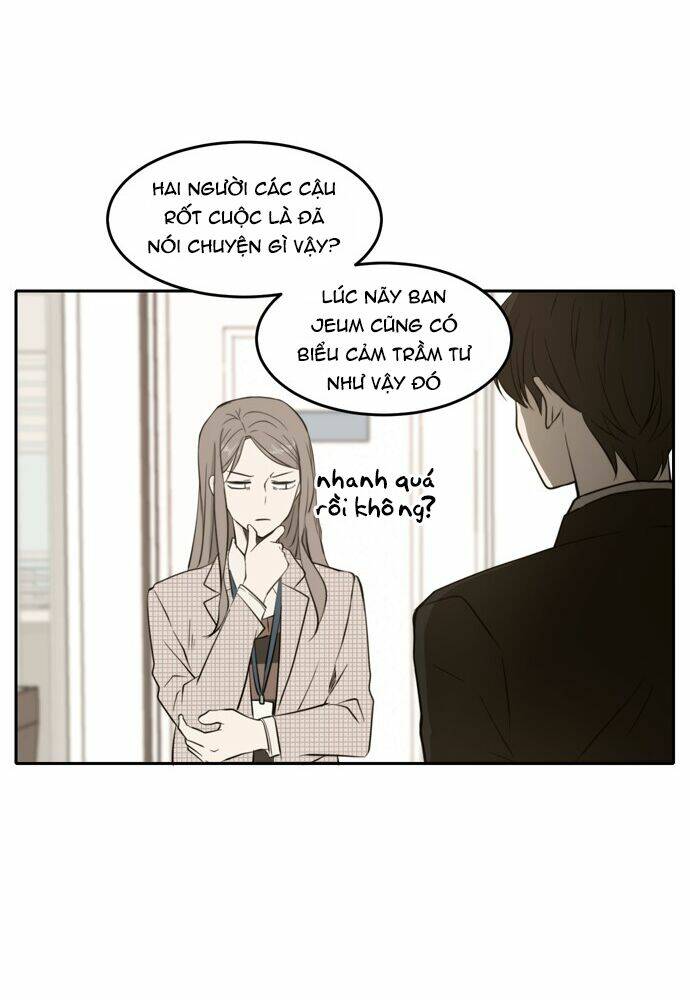 HAI NGƯỜI CÁC CẬU
RỐT CUỘC LÀ ĐÃ
NÓI CHUYỆN GÌ VẬY?
LÚC NÃY BAN
JEUM CŨNG CÓ
BIỂU CẢM TRẦM TƯ
NHƯ VẬY ĐÓ
nhanh quá
rồi không?